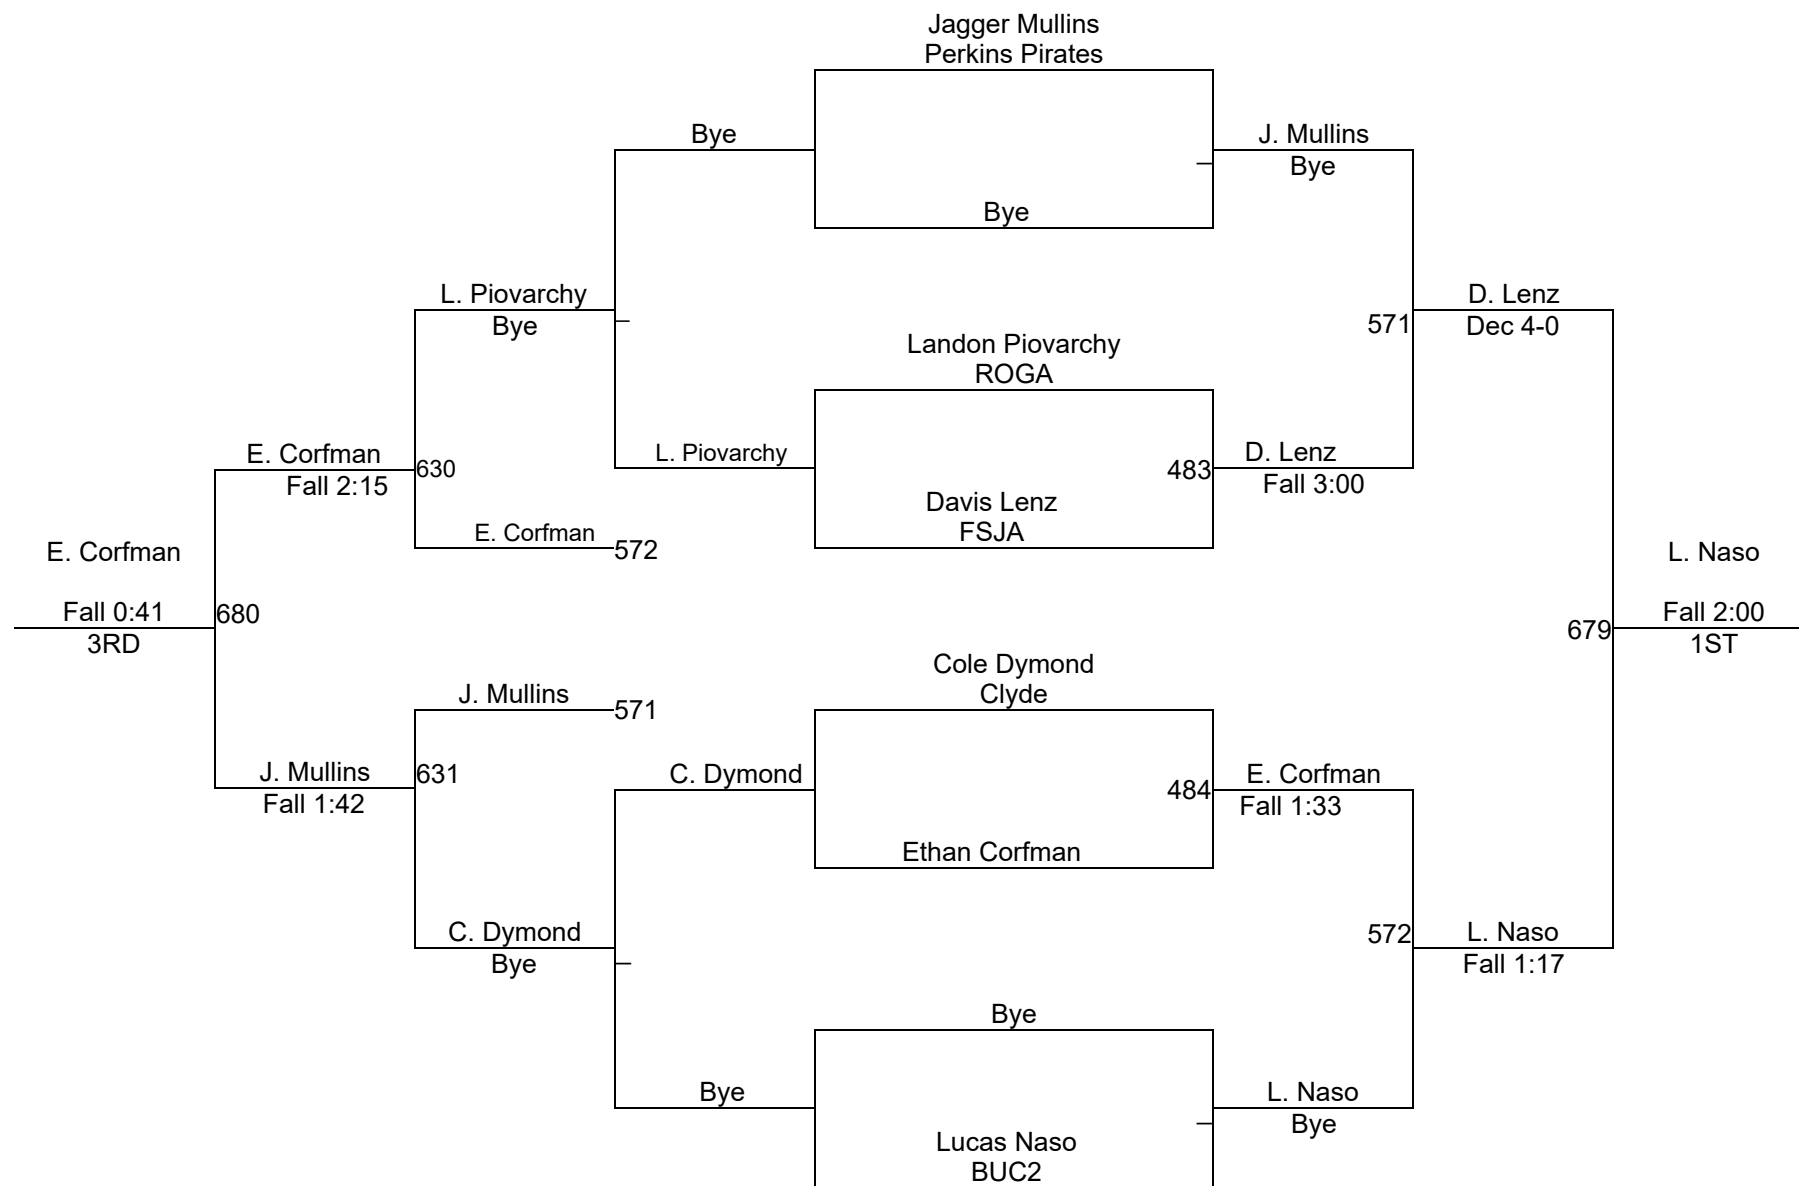 Jagger Mullins
Perkins Pirates
Bye
J. Mullins
Bye
Bye
L. Piovarchy
Bye
D. Lenz
571
Dec 4-0
Landon Piovarchy
ROGA
E. Corfman
630
Fall 2:15
L. Piovarchy
483
D. Lenz
Fall 3:00
Davis Lenz
FSJA
E. Corfman
572
E. Corfman
L. Naso
Fall 0:41
680
3RD
Fall 2:00
679
1ST
Cole Dymond
Clyde
J. Mullins
571
J. Mullins
631
Fall 1:42
C. Dymond
484
E. Corfman
Fall 1:33
Ethan Corfman
C. Dymond
Bye
572
L. Naso
Fall 1:17
Bye
Bye
L. Naso
Bye
Lucas Naso
BUC2